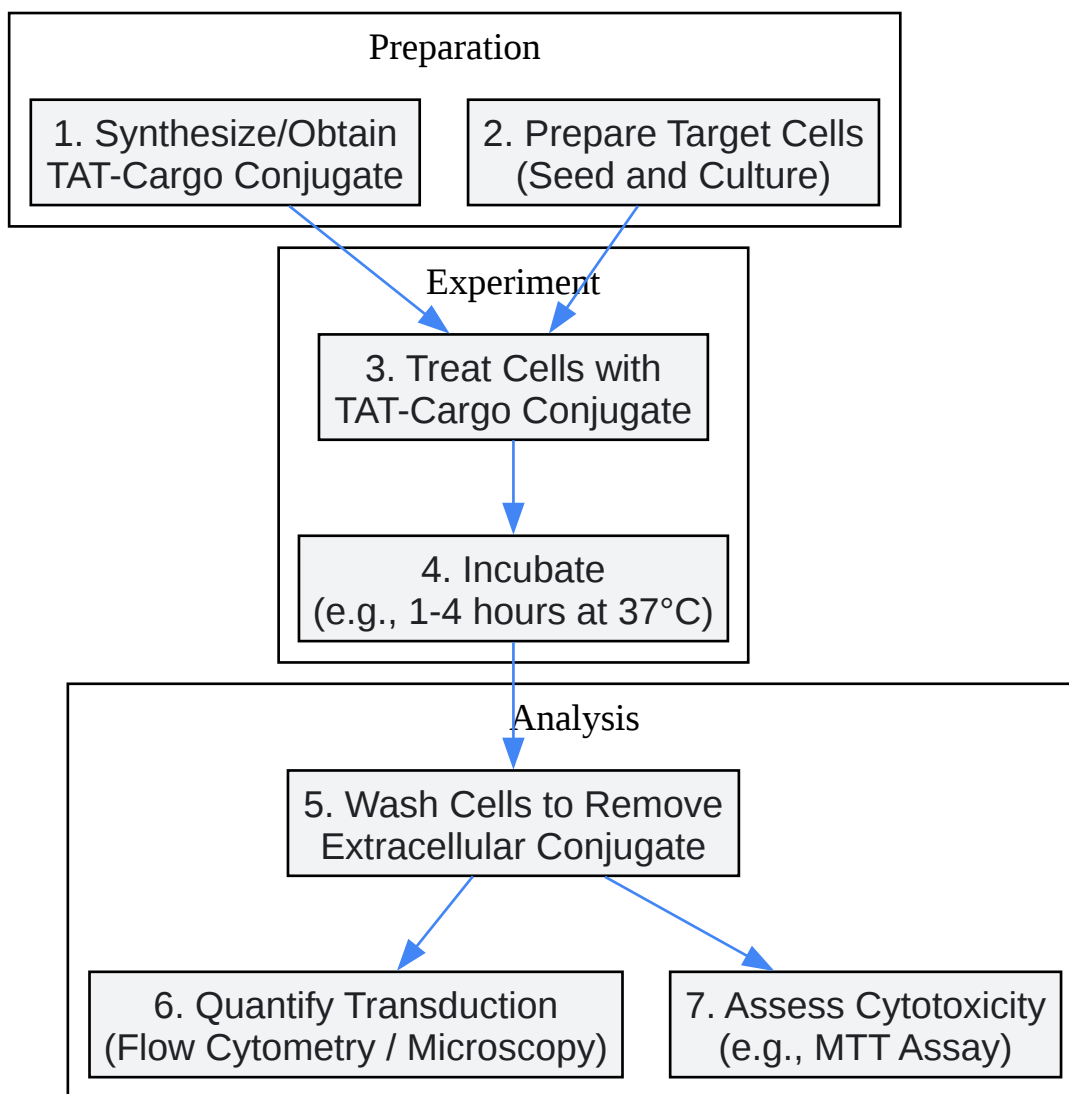 Preparation
1. Synthesize/Obtain
TAT-Cargo Conjugate
2. Prepare Target Cells
(Seed and Culture)
Experiment
3. Treat Cells with
TAT-Cargo Conjugate
4. Incubate
(e.g., 1-4 hours at 37°C)
Analysis
5. Wash Cells to Remove
Extracellular Conjugate
6. Quantify Transduction
(Flow Cytometry / Microscopy)
7. Assess Cytotoxicity
(e.g., MTT Assay)